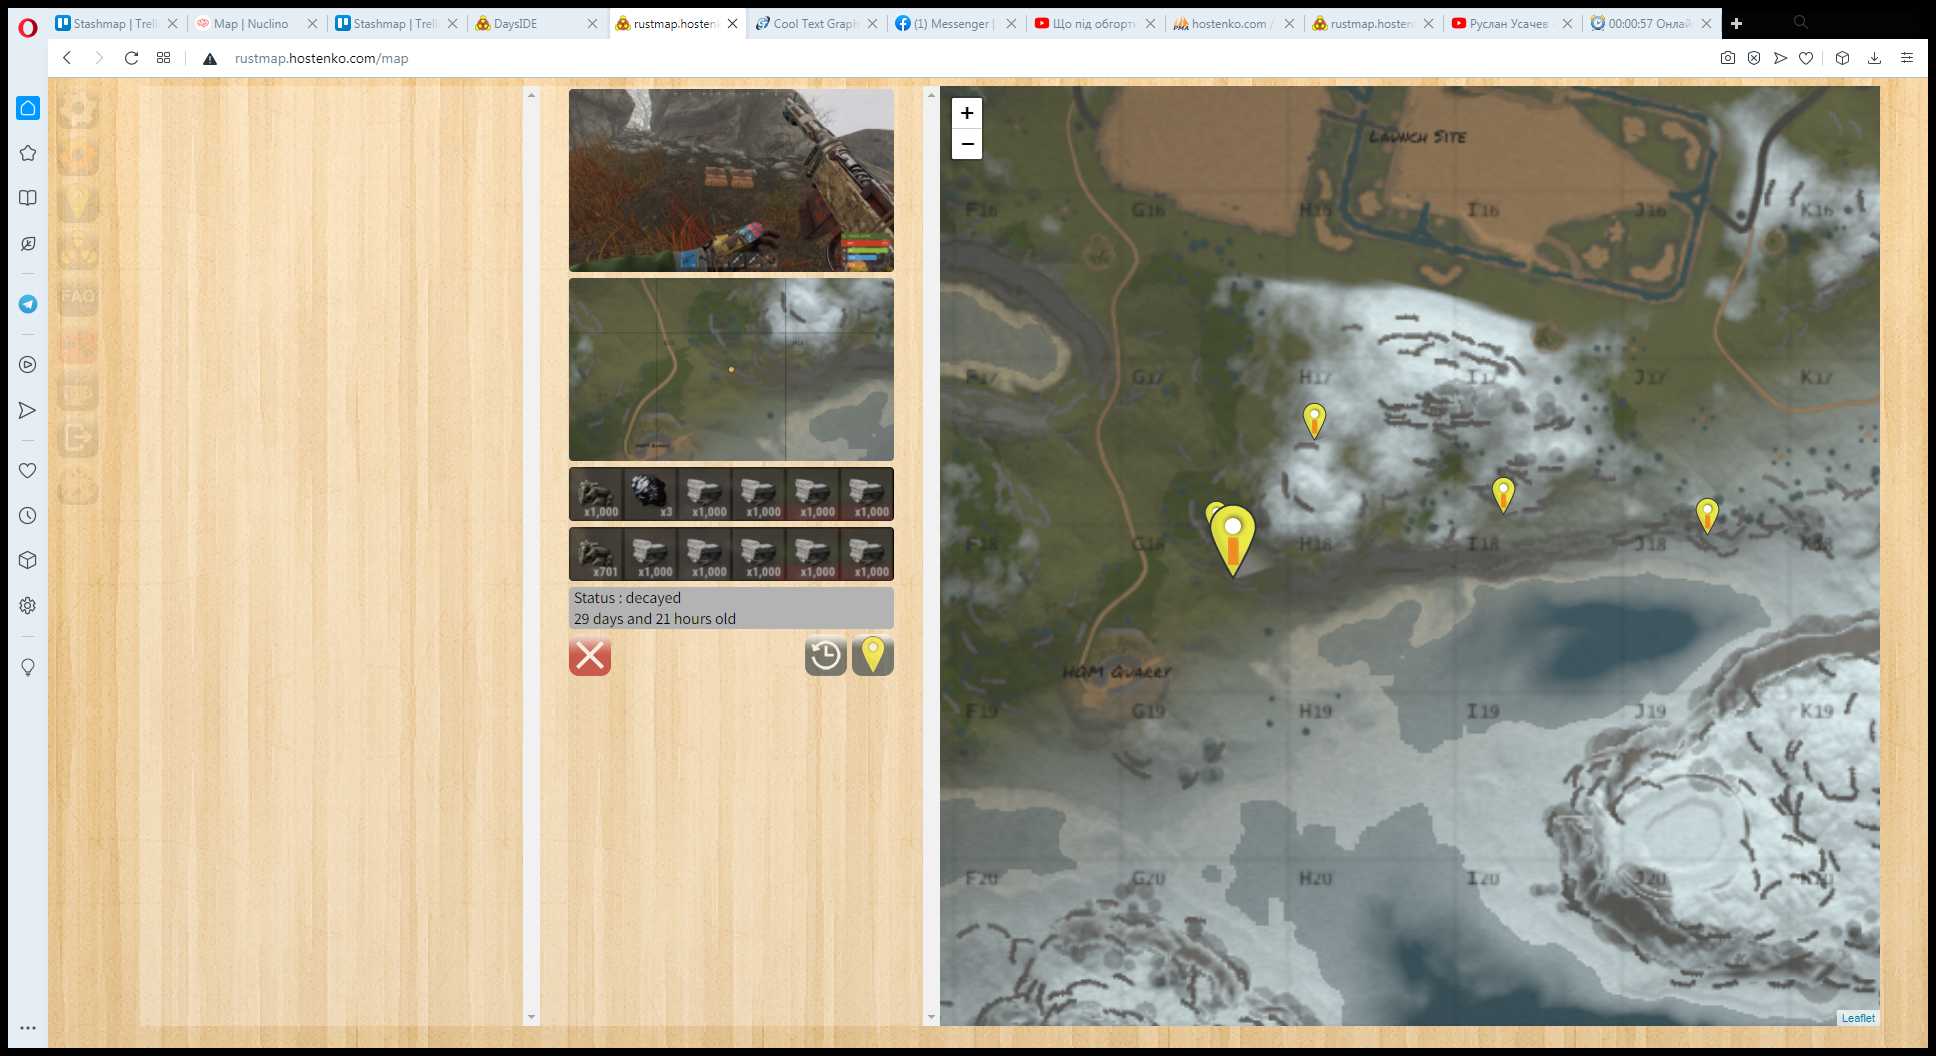 Stashmap | Trell
Map | Nuclino
Stashmap | Trell
DaysIDE
rustmap.hostenk
Cool Text Graph
(1) Messenger |
Що під обгорт
hostenko.com /
rustmap.hosten
Руслан Усачев
00:00:57 Онлай
rustmap.hostenko.com/map
FAQ
+
−
LAUNCH SITE
F16 G16 H16 I16 J16 K16
F17 G17 H17 I17 J17 K17
F18 G18 H18 I18 J18 K18
HQM QUARRY
F19 G19 H19 I19 J19 K19
F20 G20 H20 I20 J20 K20
x1,000 x3 x1,000 x1,000 x1,000 x1,000
x701 x1,000 x1,000 x1,000 x1,000 x1,000
Status : decayed
29 days and 21 hours old
Leaflet